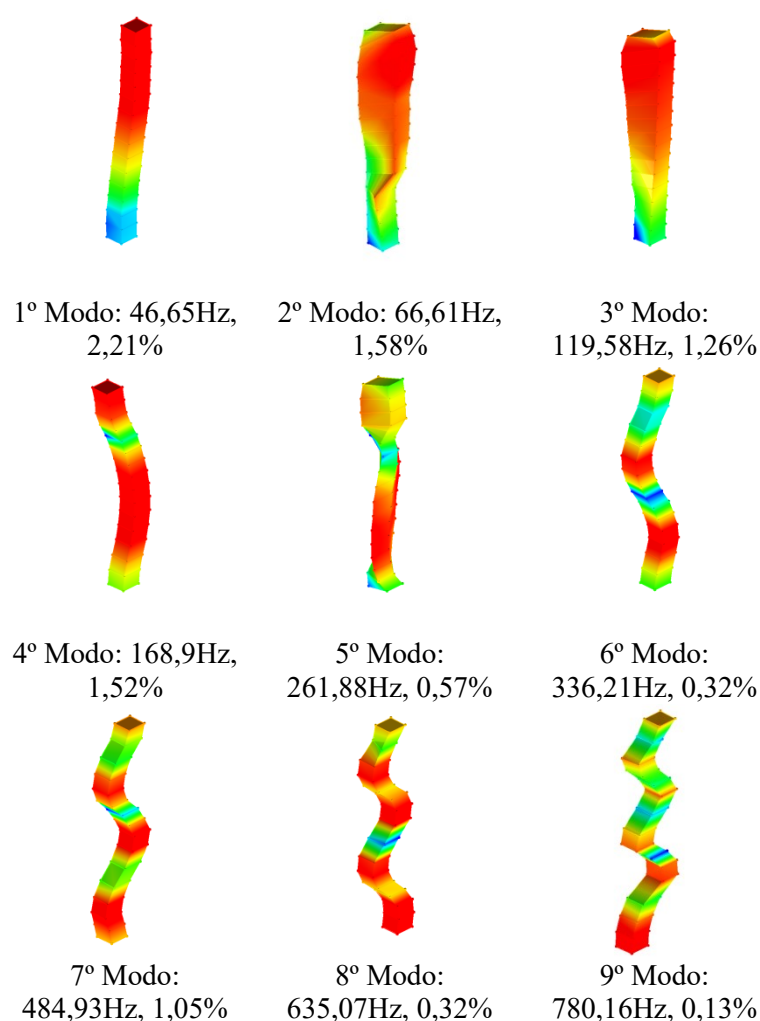 1º Modo: 46,65Hz,
2,21%
2º Modo: 66,61Hz,
1,58%
3º Modo:
119,58Hz, 1,26%
4º Modo: 168,9Hz,
1,52%
5º Modo:
261,88Hz, 0,57%
6º Modo:
336,21Hz, 0,32%
7º Modo:
484,93Hz, 1,05%
8º Modo:
635,07Hz, 0,32%
9º Modo:
780,16Hz, 0,13%